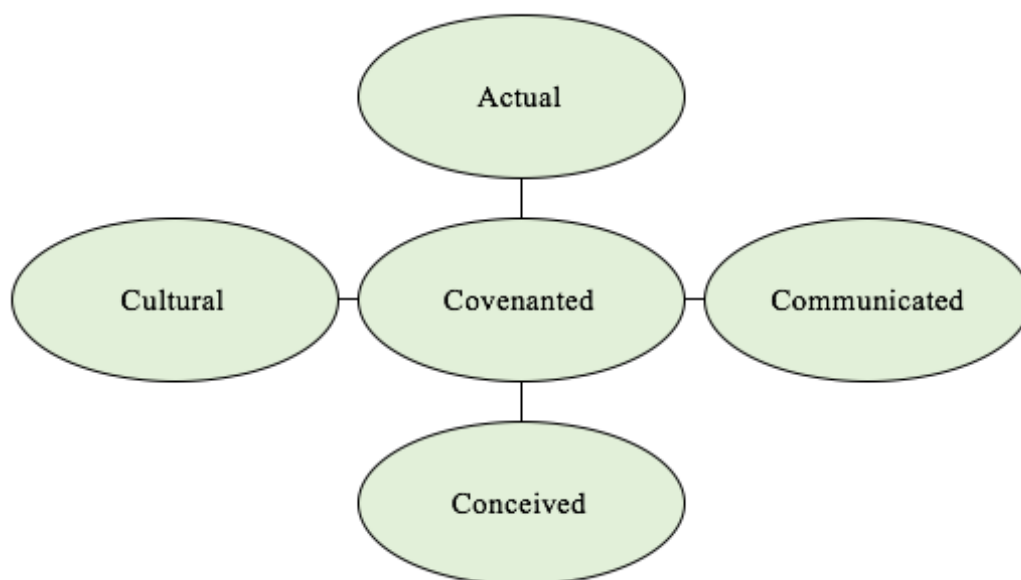 Actual
Cultural
Covenanted
Communicated
Conceived